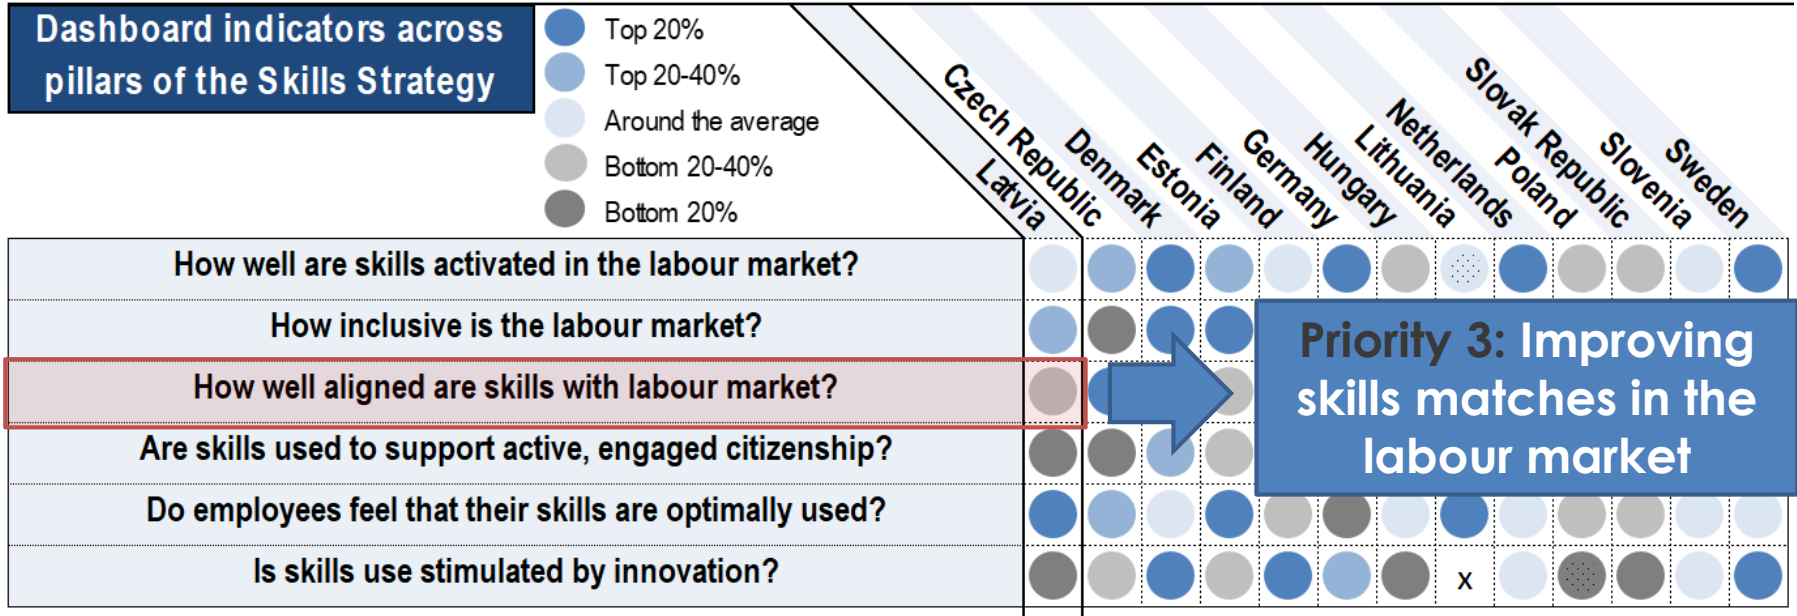 Dashboard indicators across
pillars of the Skills Strategy
Top 20%
Top 20-40%
Around the average
Bottom 20-40%
Bottom 20%
Latvia
Czech Republic
Denmark
Estonia
Finland
Germany
Hungary
Lithuania
Netherlands
Poland
Slovak Republic
Slovenia
Sweden
How well are skills activated in the labour market?
How inclusive is the labour market?
How well aligned are skills with labour market?
Are skills used to support active, engaged citizenship?
Do employees feel that their skills are optimally used?
Is skills use stimulated by innovation?
x
Priority 3: Improving
skills matches in the
labour market